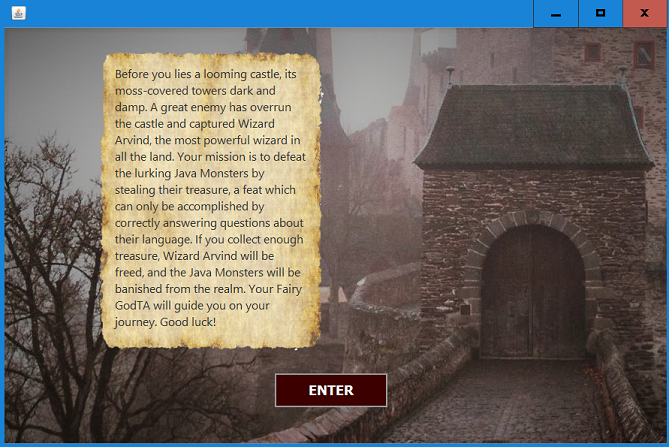 Before you lies a looming castle, its
moss-covered towers dark and
damp. A great enemy has overrun
the castle and captured Wizard
Arvind, the most powerful wizard in
all the land. Your mission is to defeat
the lurking Java Monsters by
stealing their treasure, a feat which
can only be accomplished by
correctly answering questions about
their language. If you collect enough
treasure, Wizard Arvind will be
freed, and the Java Monsters will be
banished from the realm. Your Fairy
GodTA will guide you on your
journey. Good luck!
ENTER